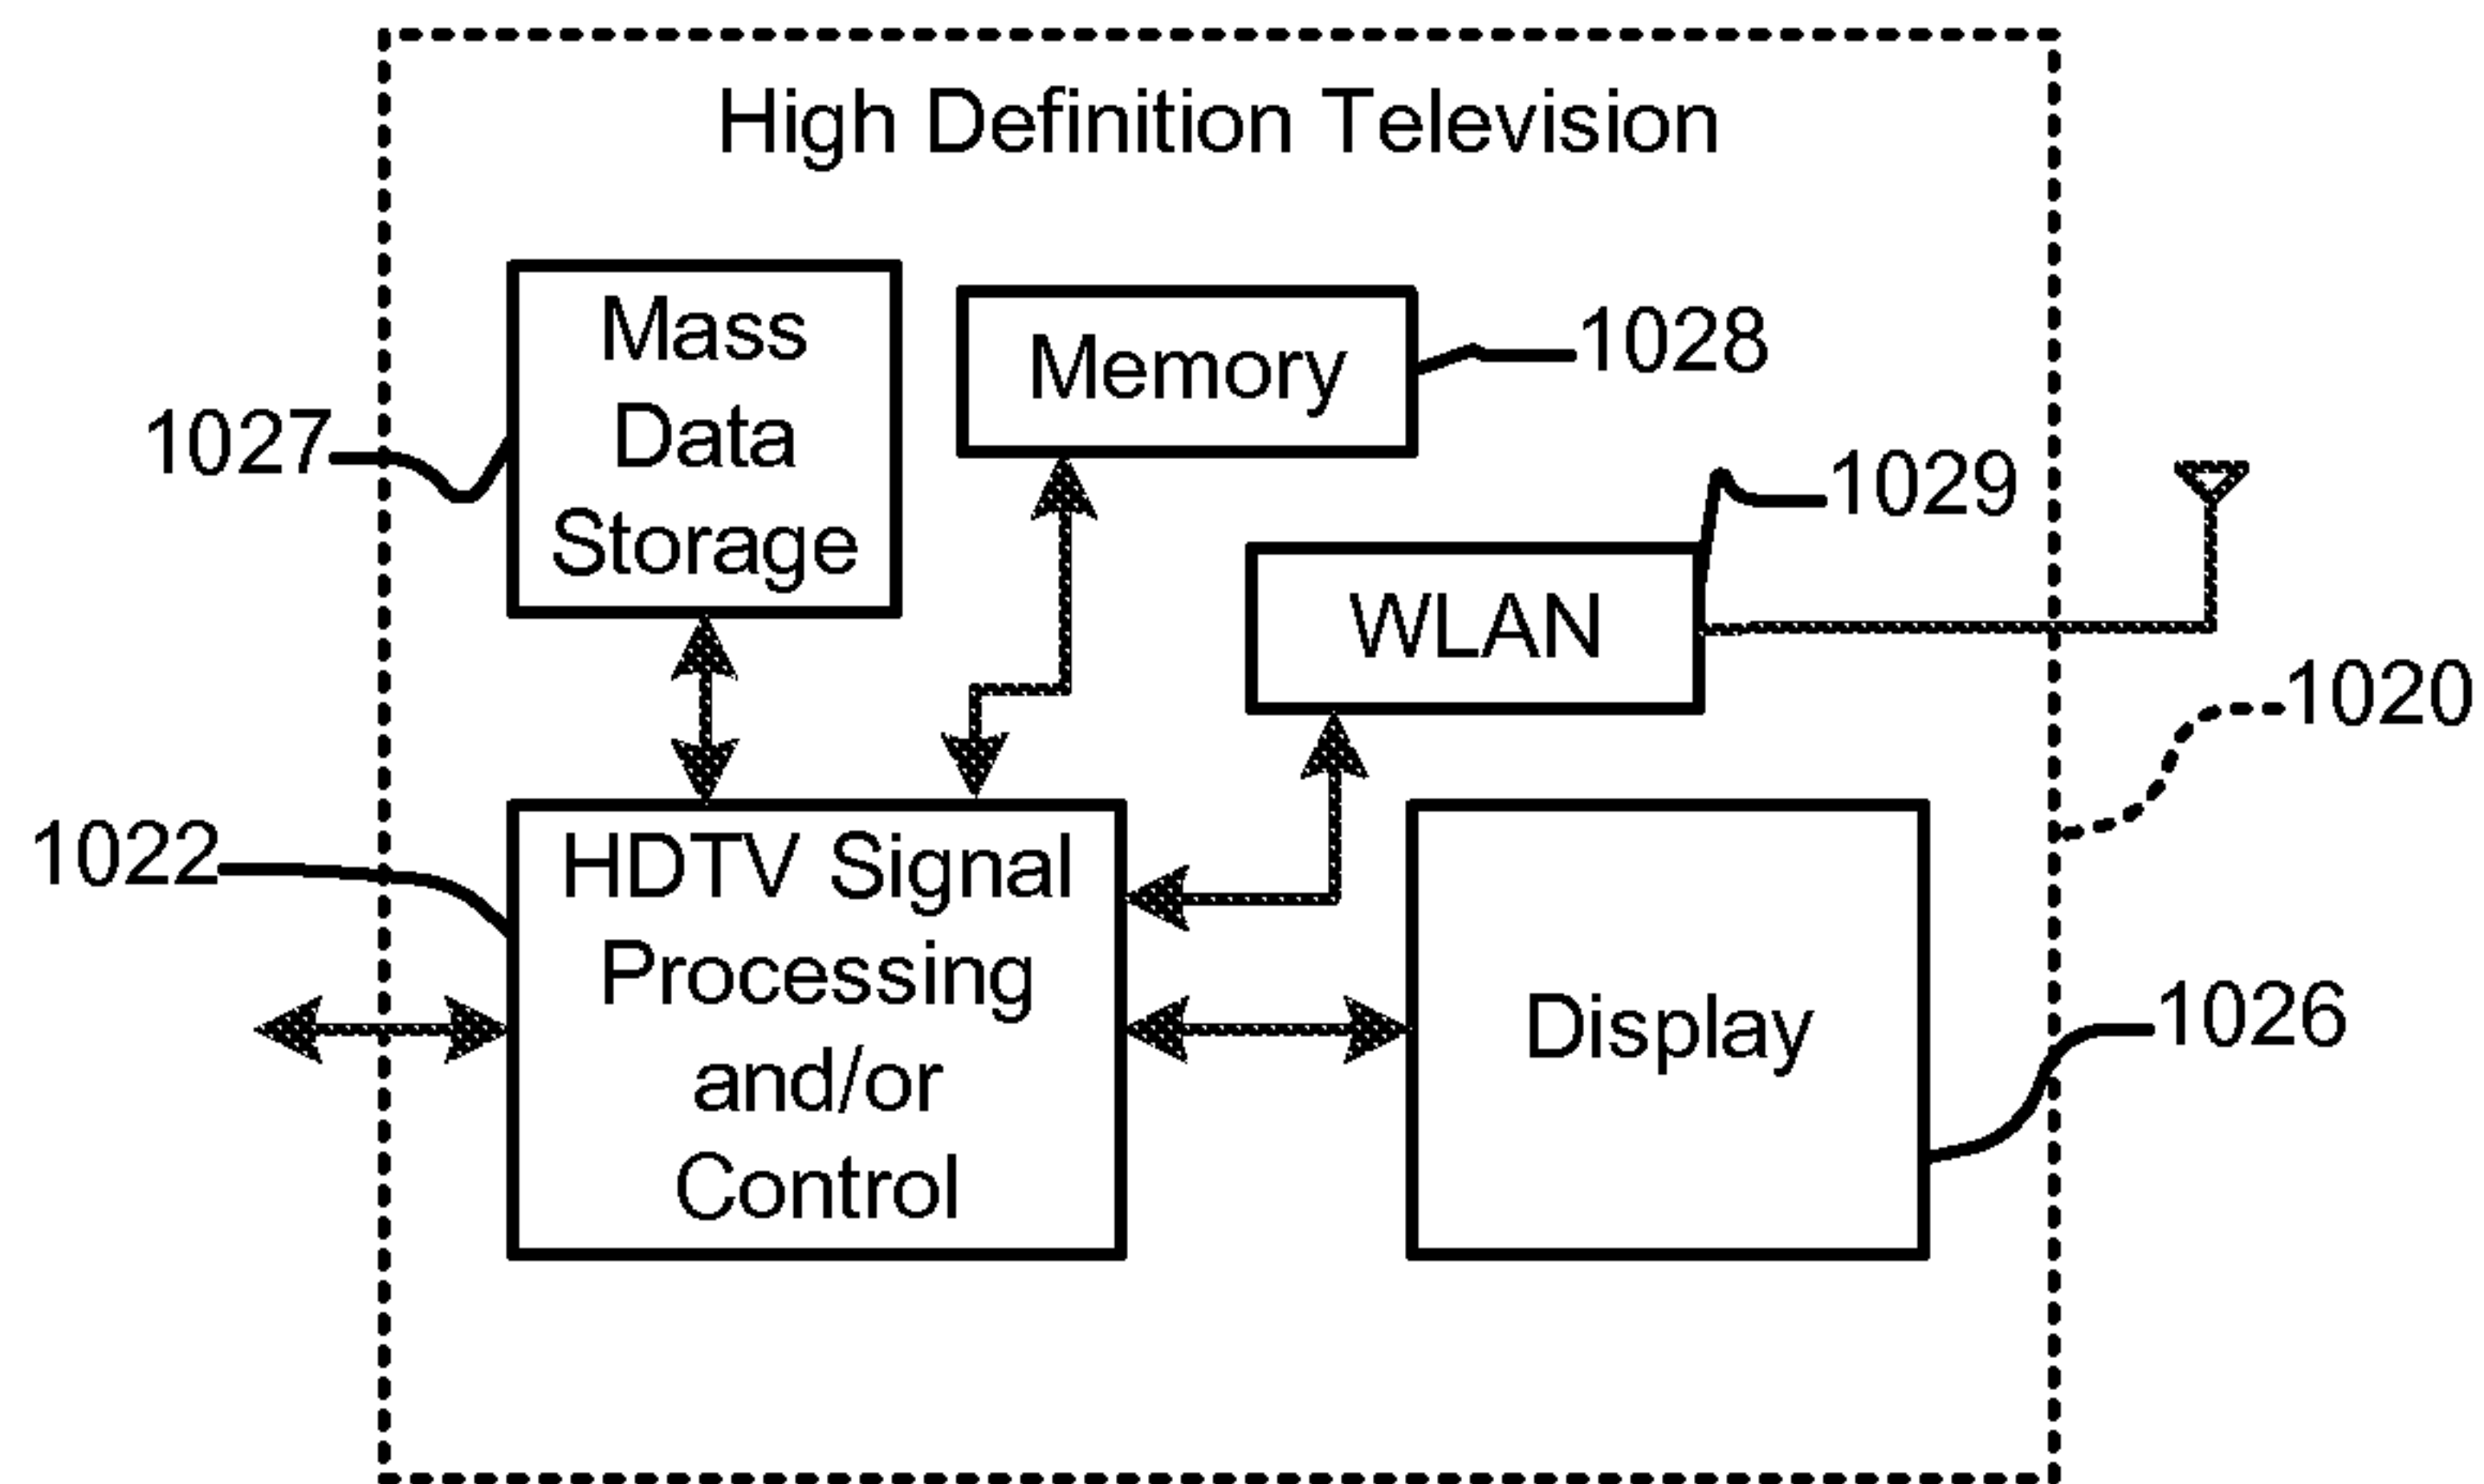 High Definition Television
Mass
Data
Storage
Memory
1028
1027
1029
WLAN
1020
1022
HDTV Signal
Processing
and/or
Control
Display
1026